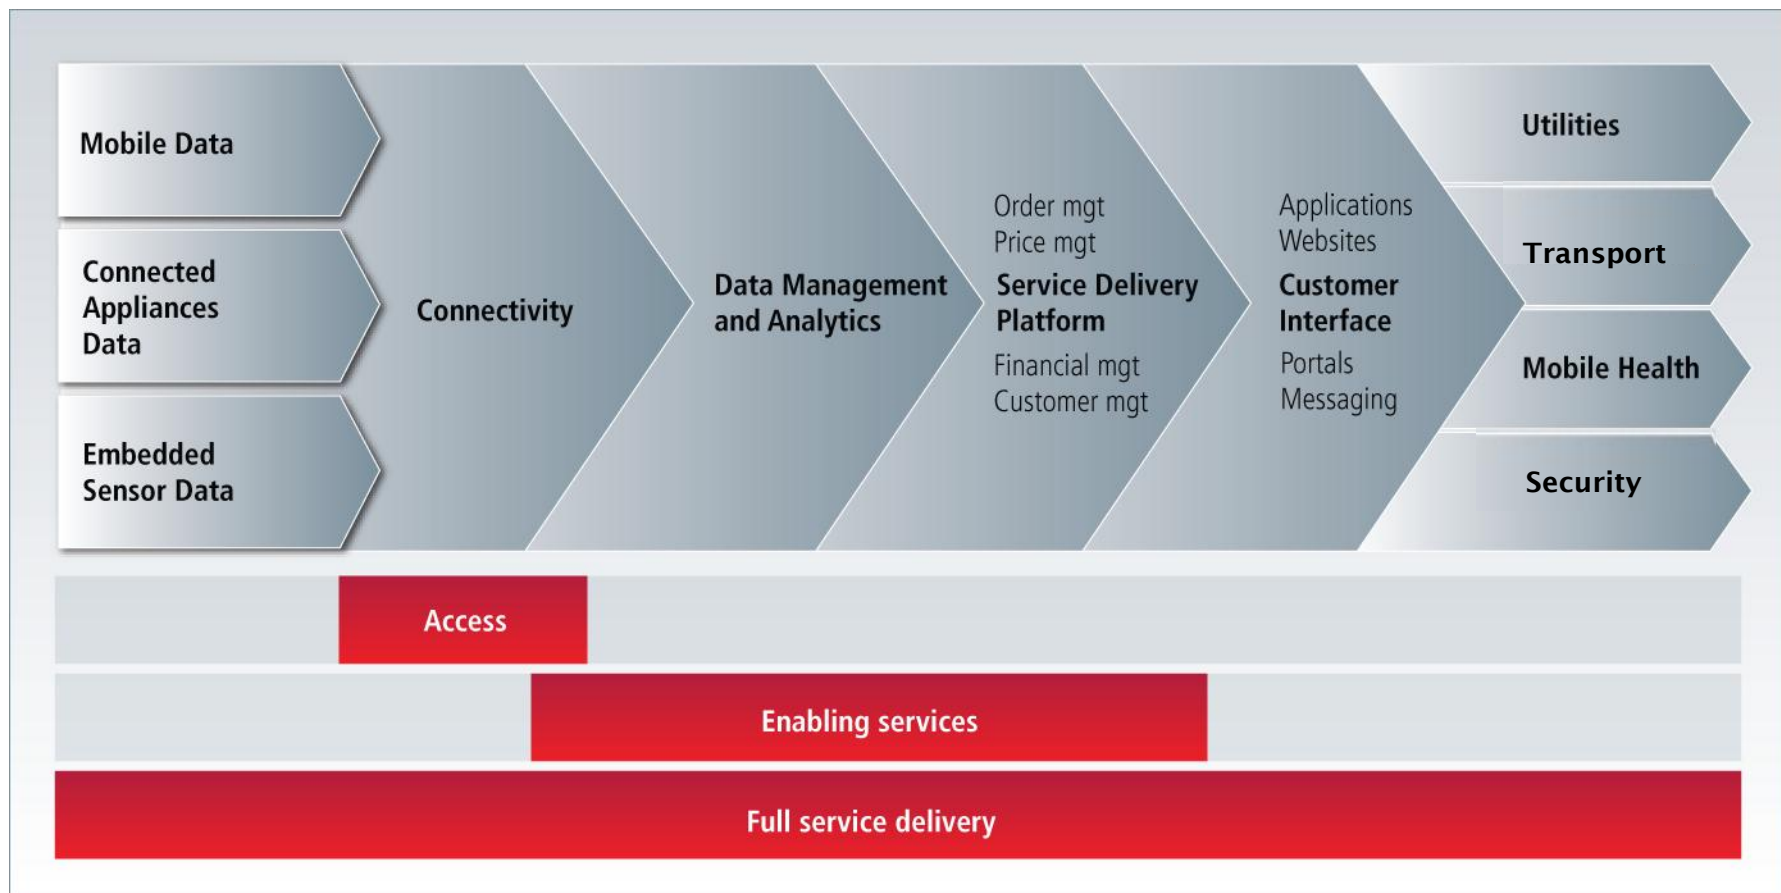 Mobile Data
Connected
Appliances
Data
Embedded
Sensor Data
Connectivity
Data Management
and Analytics
Order mgt
Price mgt
Service Delivery
Platform
Financial mgt
Customer mgt
Applications
Websites
Customer
Interface
Portals
Messaging
Utilities
Transport
Mobile Health
Security
Access
Enabling services
Full service delivery